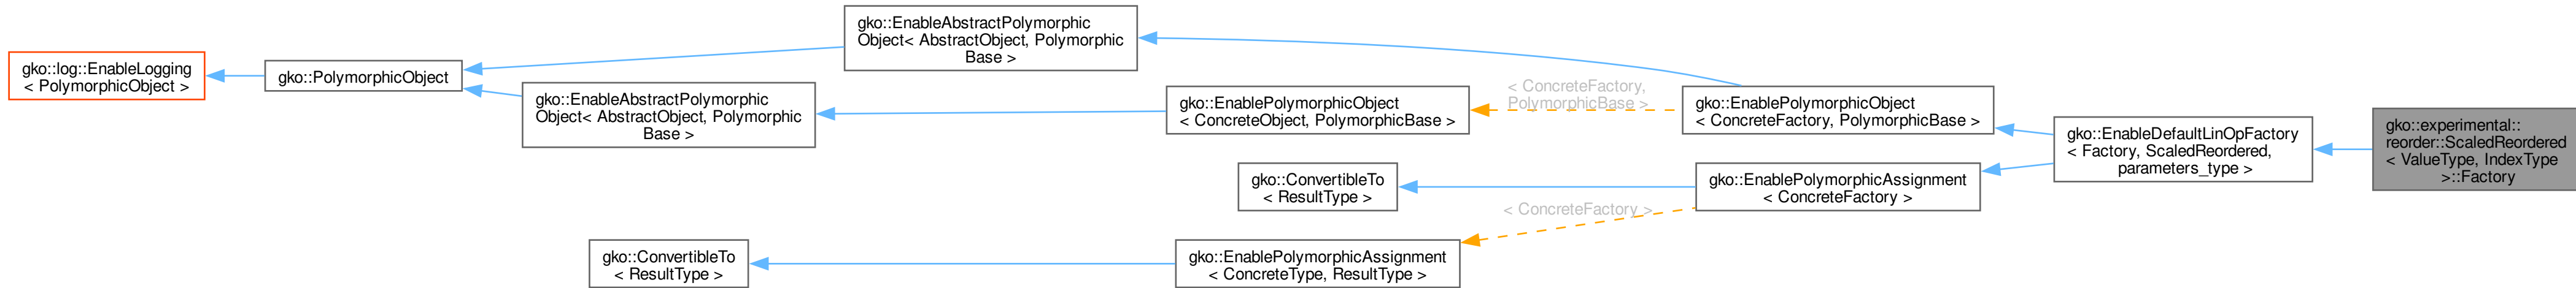 gko::log::EnableLogging
< PolymorphicObject >
gko::PolymorphicObject
gko::EnableAbstractPolymorphic
Object< AbstractObject, Polymorphic
Base >
gko::EnableAbstractPolymorphic
Object< AbstractObject, Polymorphic
Base >
gko::EnablePolymorphicObject
< ConcreteObject, PolymorphicBase >
< ConcreteFactory,
PolymorphicBase >
gko::EnablePolymorphicObject
< ConcreteFactory, PolymorphicBase >
gko::ConvertibleTo
< ResultType >
gko::EnablePolymorphicAssignment
< ConcreteFactory >
< ConcreteFactory >
gko::ConvertibleTo
< ResultType >
gko::EnablePolymorphicAssignment
< ConcreteType, ResultType >
gko::EnableDefaultLinOpFactory
< Factory, ScaledReordered,
parameters_type >
gko::experimental::
reorder::ScaledReordered
< ValueType, IndexType
>::Factory